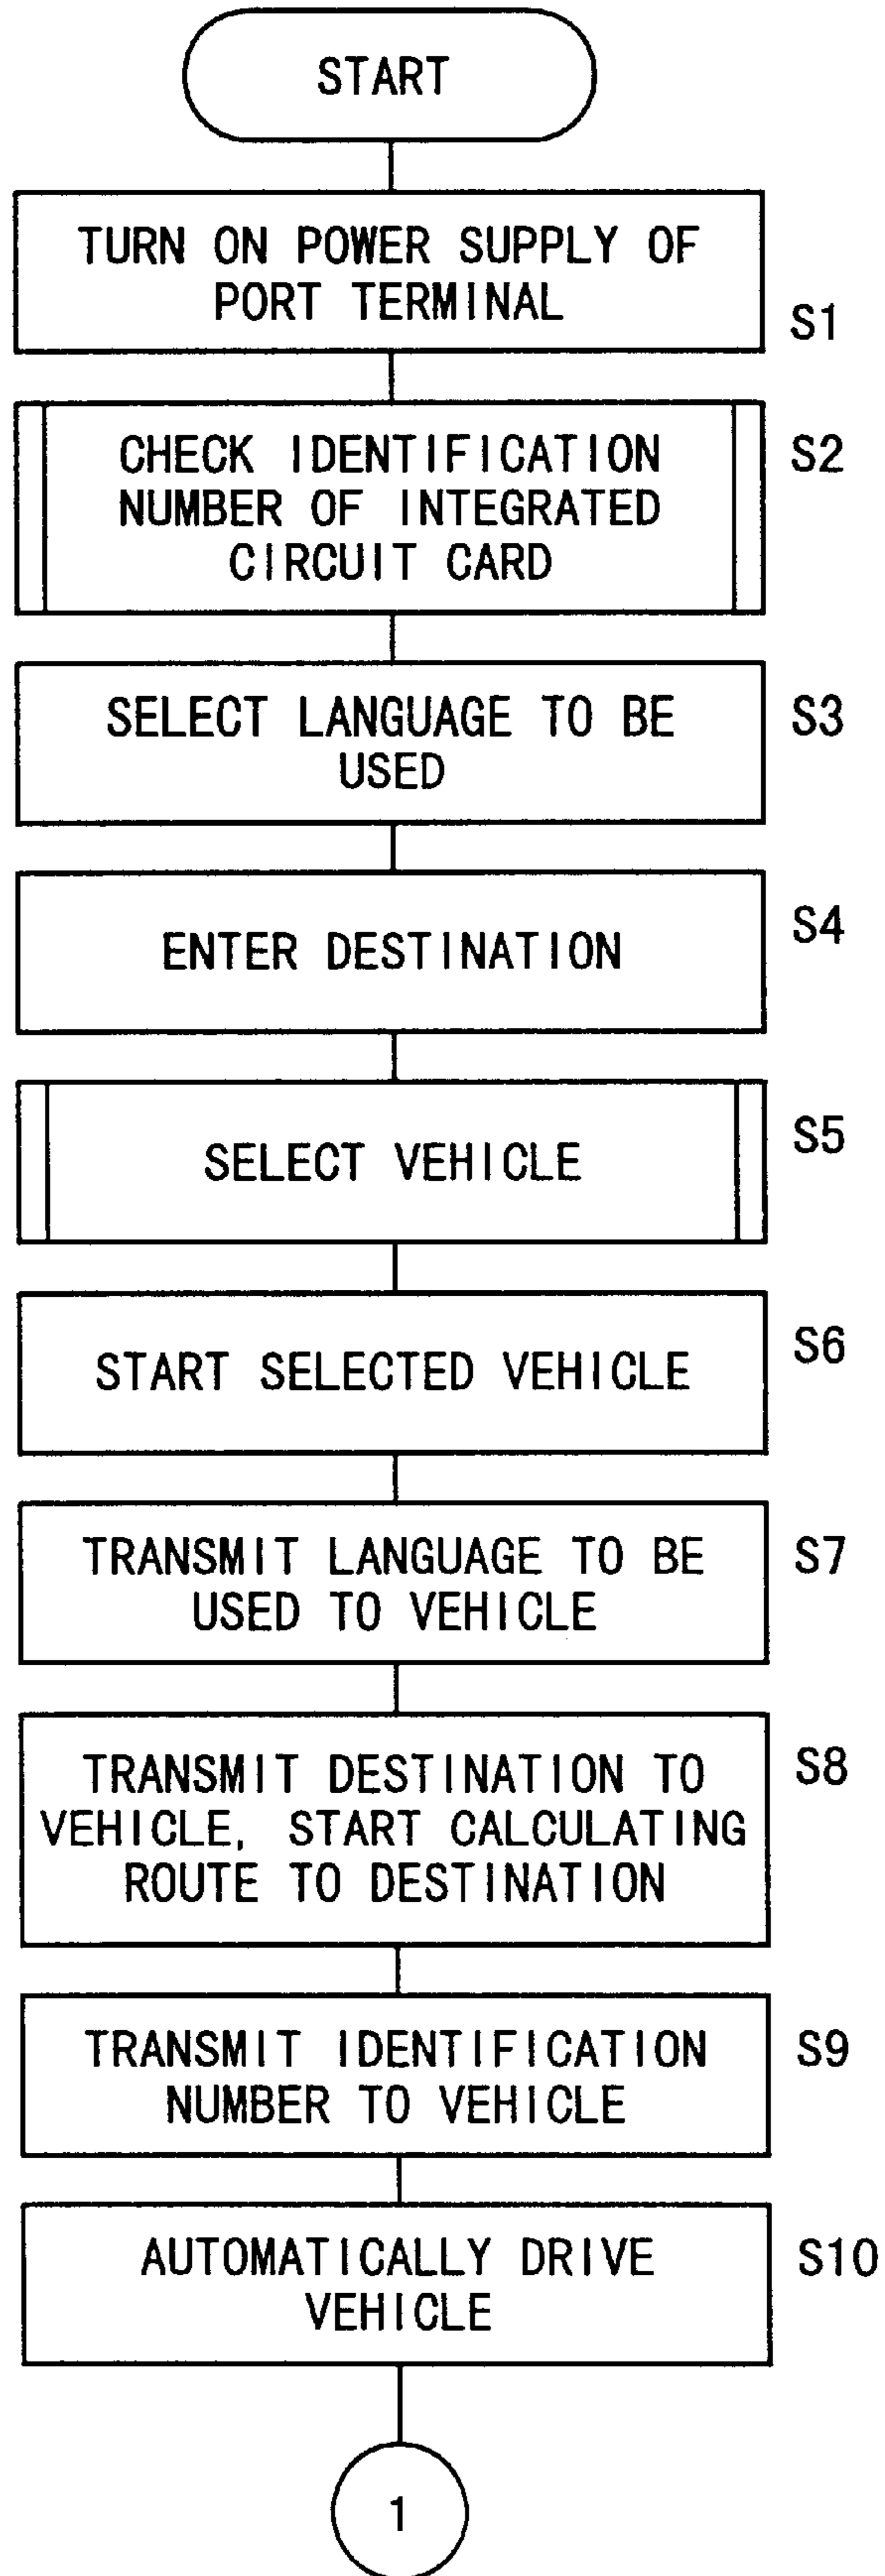 START
TURN ON POWER SUPPLY OF
PORT TERMINAL
S1
CHECK IDENTIFICATION
NUMBER OF INTEGRATED
CIRCUIT CARD
S2
SELECT LANGUAGE TO BE
USED
S3
ENTER DESTINATION
S4
SELECT VEHICLE
S5
START SELECTED VEHICLE
S6
TRANSMIT LANGUAGE TO BE
USED TO VEHICLE
S7
TRANSMIT DESTINATION TO
VEHICLE, START CALCULATING
ROUTE TO DESTINATION
S8
TRANSMIT IDENTIFICATION
NUMBER TO VEHICLE
S9
AUTOMATICALLY DRIVE
VEHICLE
S10
1